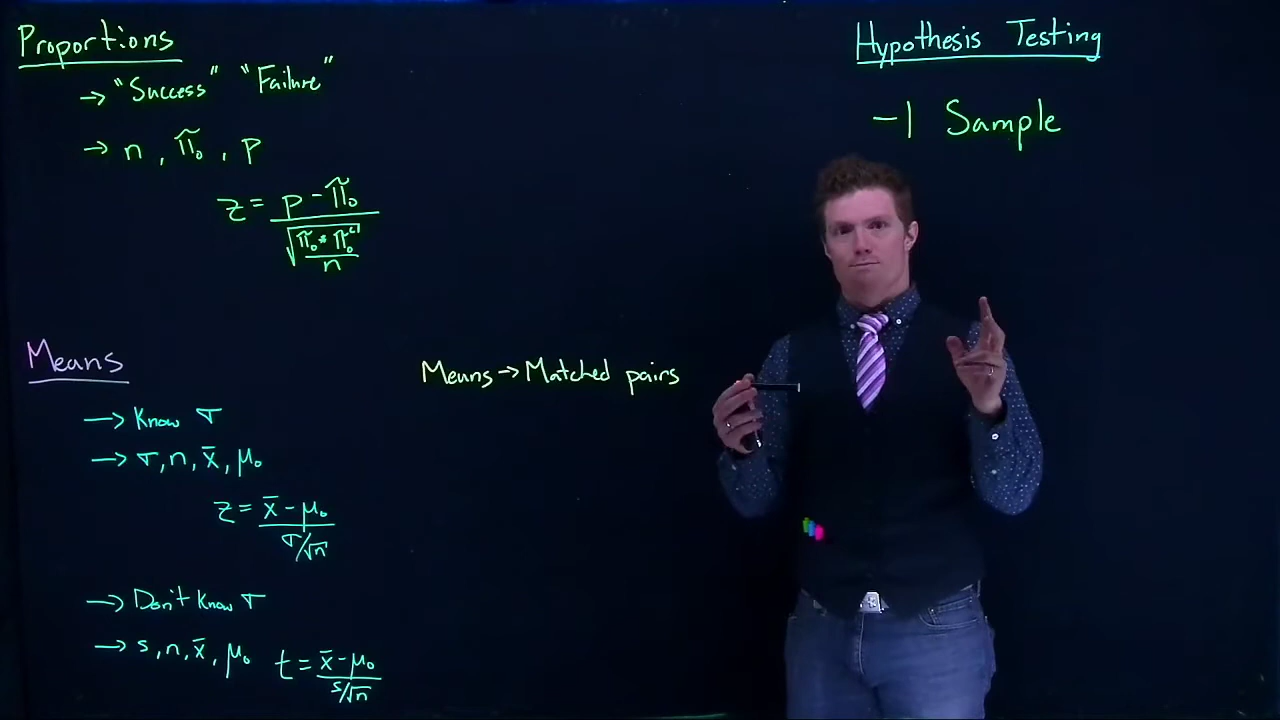 Proportions
→ "Success" "Failure"
→ n, π₀, p
z = (p - π₀) / √(π₀ * π₀ᶜ / n)
Means
→ Know σ
→ σ, n, x̄, μ₀
z = (x̄ - μ₀) / (σ/√n)
→ Don't Know σ
→ s, n, x̄, μ₀ t = (x̄ - μ₀) / (s/√n)
Means → Matched pairs
Hypothesis Testing
- 1 Sample